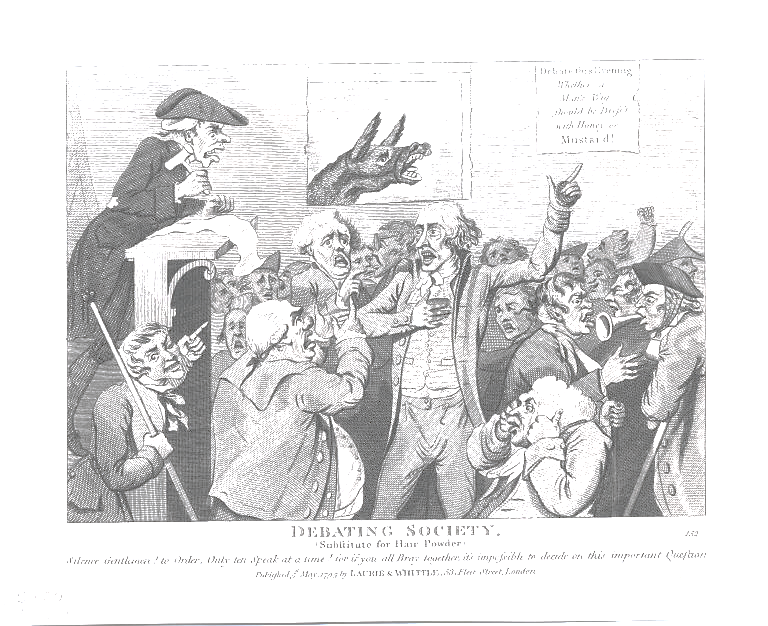 Debate this Evening
Whether a
Man's Wig
should be Dress'd
with Honey or
Mustard!
DEBATING SOCIETY.
(Substitute for Hair Powder)
152
Silence Gentlemen! to Order. Only ten Speak at a time! for if you all Bray together, its impossible to decide on this important Question
Published May, 1795 by LAURIE & WHITTLE, 53, Fleet Street, London